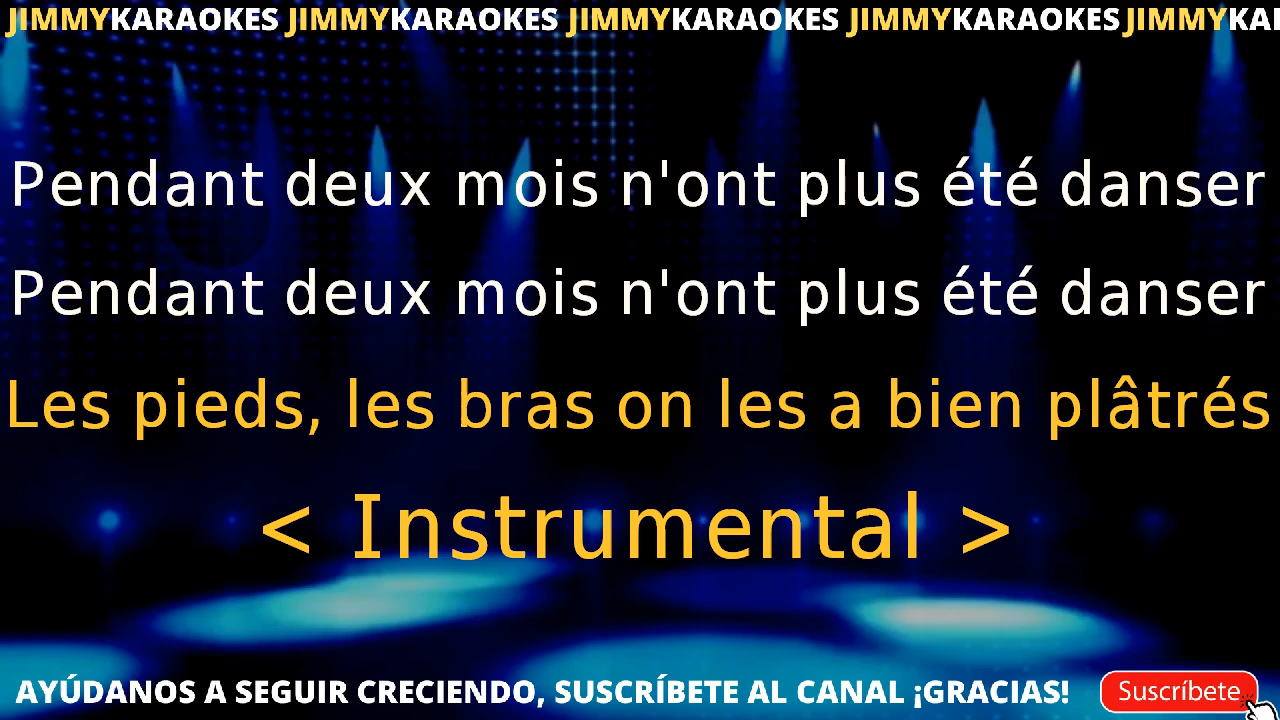 JIMMYKARAOKES JIMMYKARAOKES JIMMYKARAOKES JIMMYKARAOKES JIMMYKA
Pendant deux mois n'ont plus été danser
Pendant deux mois n'ont plus été danser
Les pieds, les bras on les a bien plâtrés
< Instrumental >
AYÚDANOS A SEGUIR CRECIENDO, SUSCRÍBETE AL CANAL ¡GRACIAS! Suscríbete